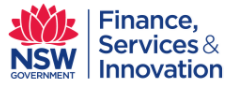 NSW
GOVERNMENT
Finance,
Services &
Innovation